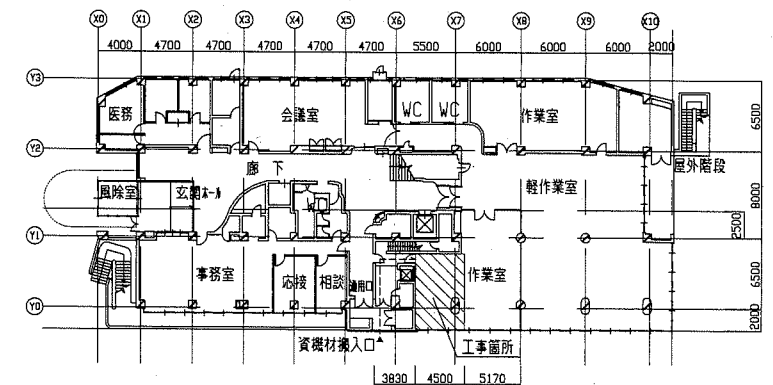 X0 X1 X2 X3 X4 X5 X6 X7 X8 X9 X10
4000 4700 4700 4700 4700 4700 5500 6000 6000 6000 2000
Y3
医務 会議室 WC WC 作業室
6500
Y2
屋外階段
廊 下
風除室 玄関ホール 軽作業室
8000
2500
Y1
事務室 応接 相談 通用口 作業室
6500
Y0
2000
資機材搬入口 工事箇所
3830 4500 5170